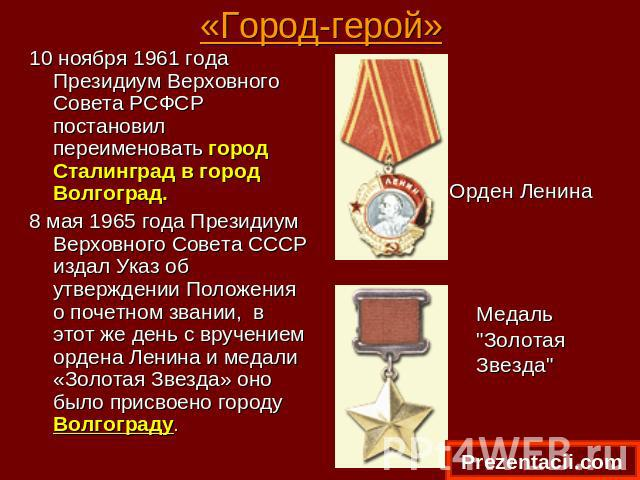 «Город-герой»
10 ноября 1961 года
Президиум Верховного
Совета РСФСР
постановил
переименовать город
Сталинград в город
Волгоград.
8 мая 1965 года Президиум
Верховного Совета СССР
издал Указ об
утверждении Положения
о почетном звании, в
этот же день с вручением
ордена Ленина и медали
«Золотая Звезда» оно
было присвоено городу
Волгограду.
ЛЕНИН
Орден Ленина
Медаль
"Золотая
Звезда"
PPt4WEB.ru
Prezentacii.com